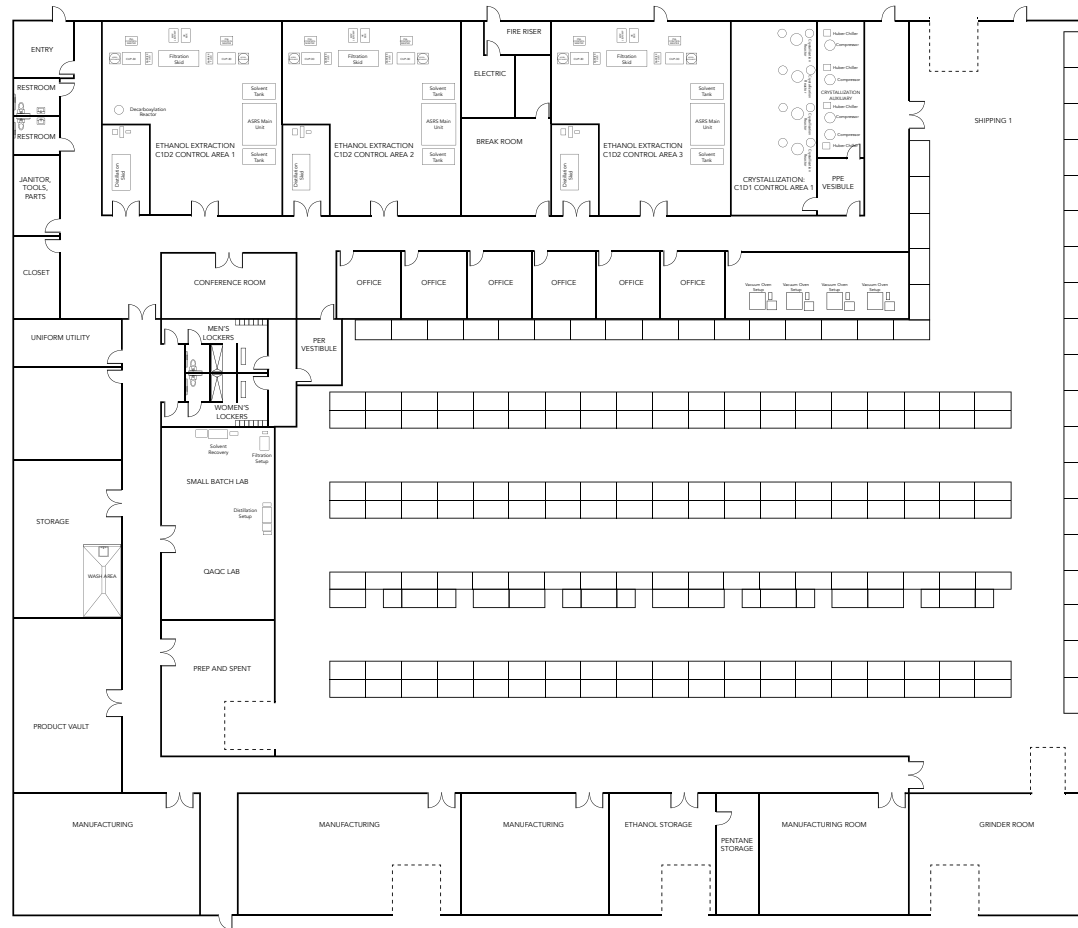 ENTRY
RESTROOM
RESTROOM
JANITOR,
TOOLS,
PARTS
CLOSET
Filtration
Skid
Solvent
Tank
Decarboxylation
Reactor
ASRS Main
Unit
ETHANOL EXTRACTION
C1D2 CONTROL AREA 1
Solvent
Tank
Distillation
Skid
Filtration
Skid
Solvent
Tank
ASRS Main
Unit
ETHANOL EXTRACTION
C1D2 CONTROL AREA 2
Solvent
Tank
Distillation
Skid
FIRE RISER
ELECTRIC
BREAK ROOM
Filtration
Skid
Solvent
Tank
ASRS Main
Unit
ETHANOL EXTRACTION
C1D2 CONTROL AREA 3
Solvent
Tank
Distillation
Skid
CRYSTALLIZATION:
C1D1 CONTROL AREA 1
Huber Chiller
Compressor
Huber Chiller
Compressor
CRYSTALLIZATION
AUXILIARY
Huber Chiller
Compressor
Compressor
Huber Chiller
PPE
VESIBULE
SHIPPING 1
CONFERENCE ROOM
OFFICE
OFFICE
OFFICE
OFFICE
OFFICE
OFFICE
Vacuum Oven
Setup
Vacuum Oven
Setup
Vacuum Oven
Setup
Vacuum Oven
Setup
UNIFORM UTILITY
MEN'S
LOCKERS
PER
VESTIBULE
WOMEN'S
LOCKERS
Solvent
Recovery
Filtration
Setup
SMALL BATCH LAB
Distillation
Setup
QAQC LAB
STORAGE
WASH AREA
PREP AND SPENT
PRODUCT VAULT
MANUFACTURING
MANUFACTURING
MANUFACTURING
ETHANOL STORAGE
PENTANE
STORAGE
MANUFACTURING ROOM
GRINDER ROOM